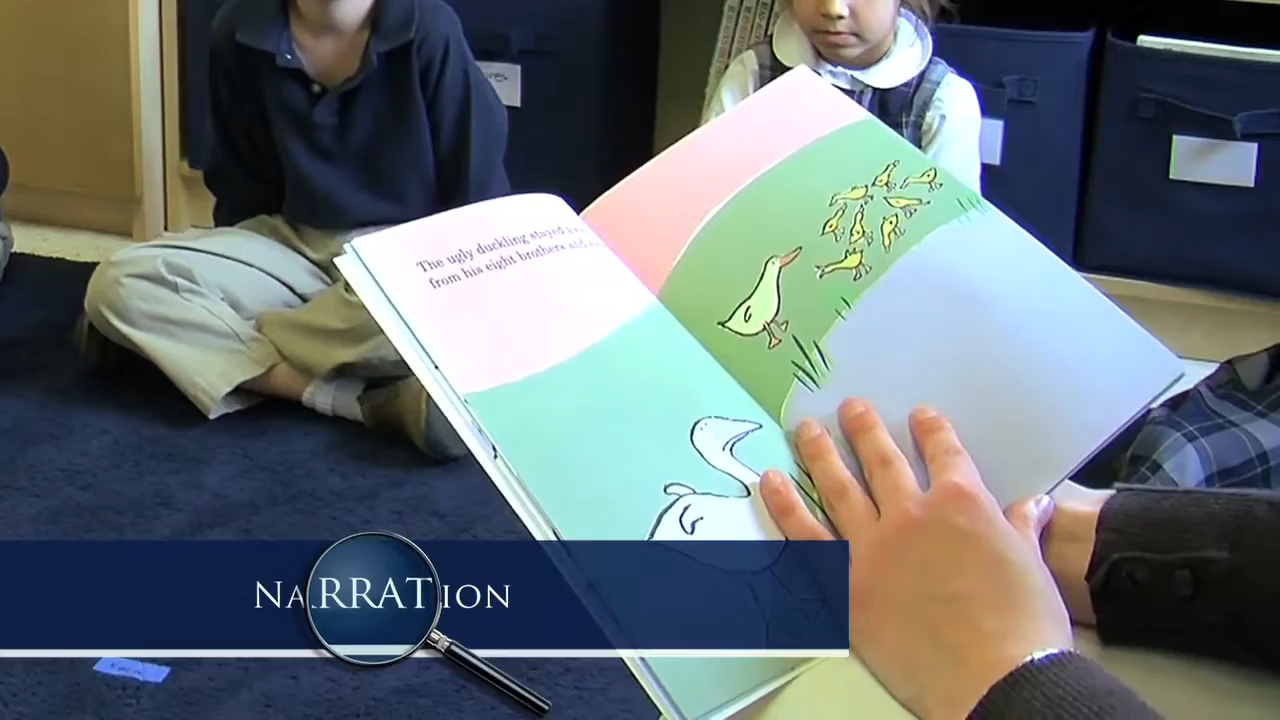 The ugly duckling stayed
from his eight brothers and
NARRATION